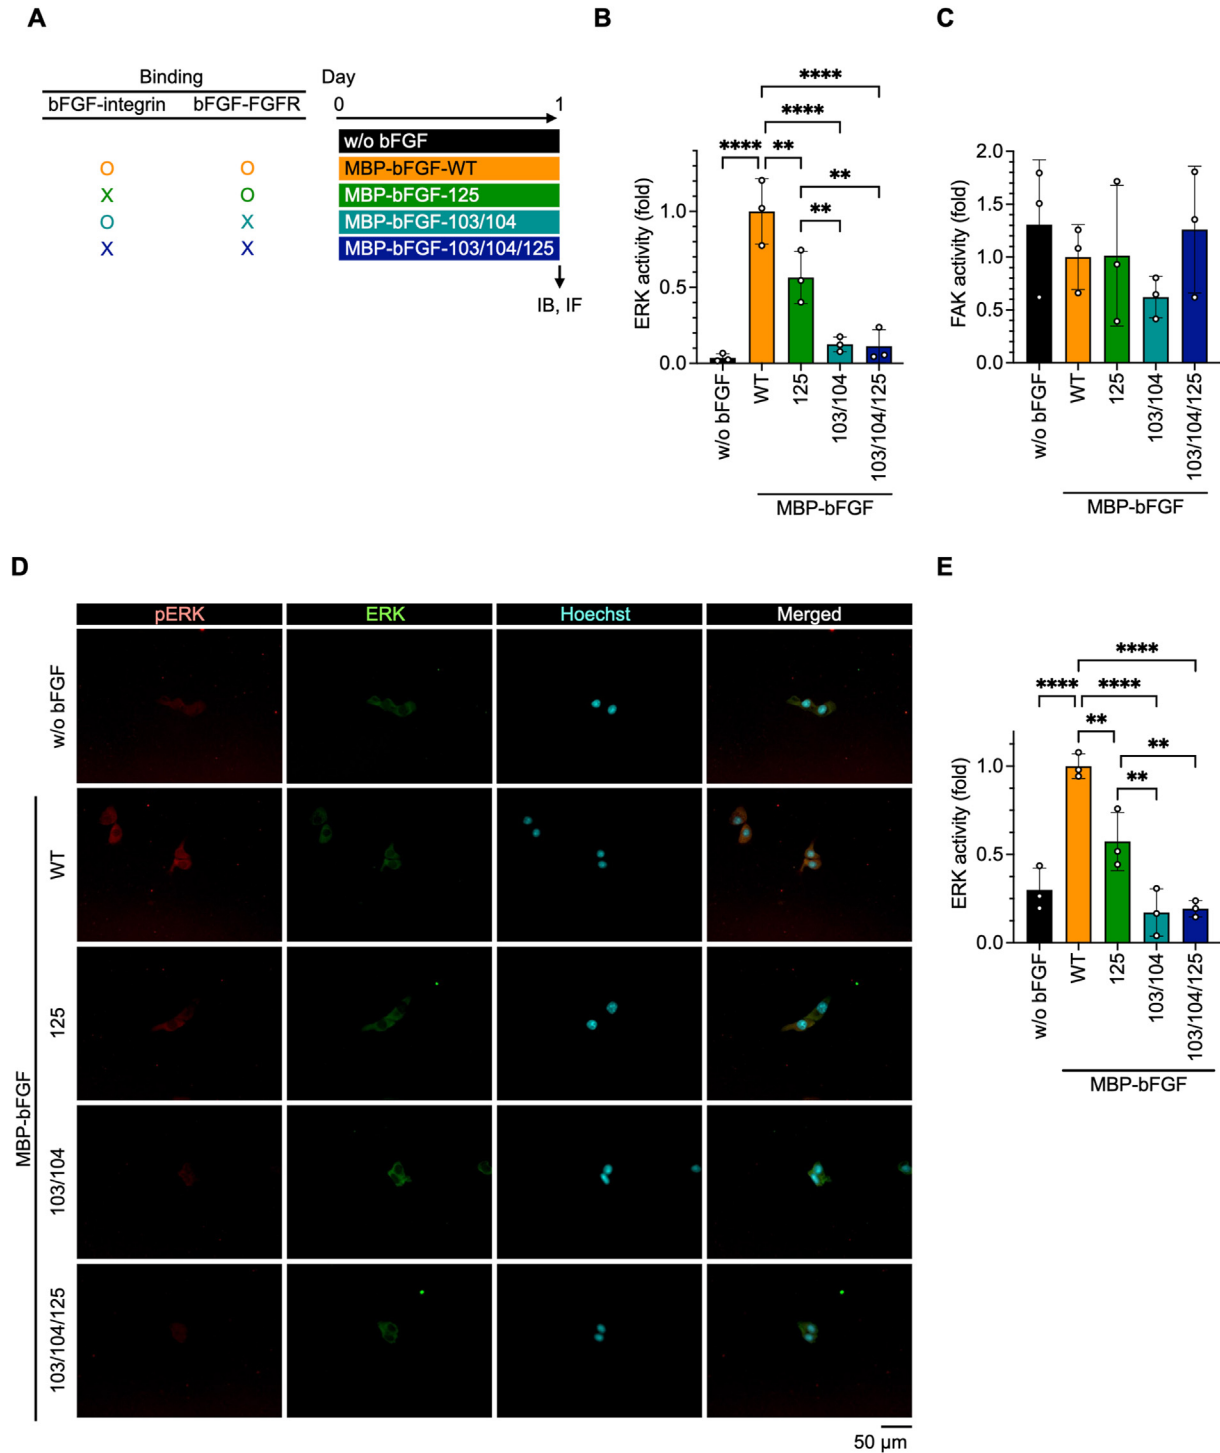 A
Binding
bFGF-integrin bFGF-FGFR
O O
X O
O X
X X
Day
0 1
w/o bFGF
MBP-bFGF-WT
MBP-bFGF-125
MBP-bFGF-103/104
MBP-bFGF-103/104/125
IB, IF
B
ERK activity (fold)
1.0
0.5
0.0
****
****
**** **
**
**
w/o bFGF
WT
125
103/104
103/104/125
MBP-bFGF
C
FAK activity (fold)
2.0
1.5
1.0
0.5
0.0
w/o bFGF
WT
125
103/104
103/104/125
MBP-bFGF
D
pERK ERK Hoechst Merged
w/o bFGF
WT
125
103/104
103/104/125
MBP-bFGF
50 μm
E
ERK activity (fold)
1.0
0.5
0.0
****
**** ****
**
**
**
w/o bFGF
WT
125
103/104
103/104/125
MBP-bFGF